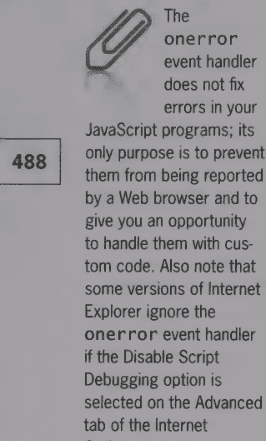 The
onerror
event handler
does not fix
errors in your
JavaScript programs; its
only purpose is to prevent
them from being reported
by a Web browser and to
give you an opportunity
to handle them with cus-
tom code. Also note that
some versions of Internet
Explorer ignore the
onerror event handler
if the Disable Script
Debugging option is
selected on the Advanced
tab of the Internet
488